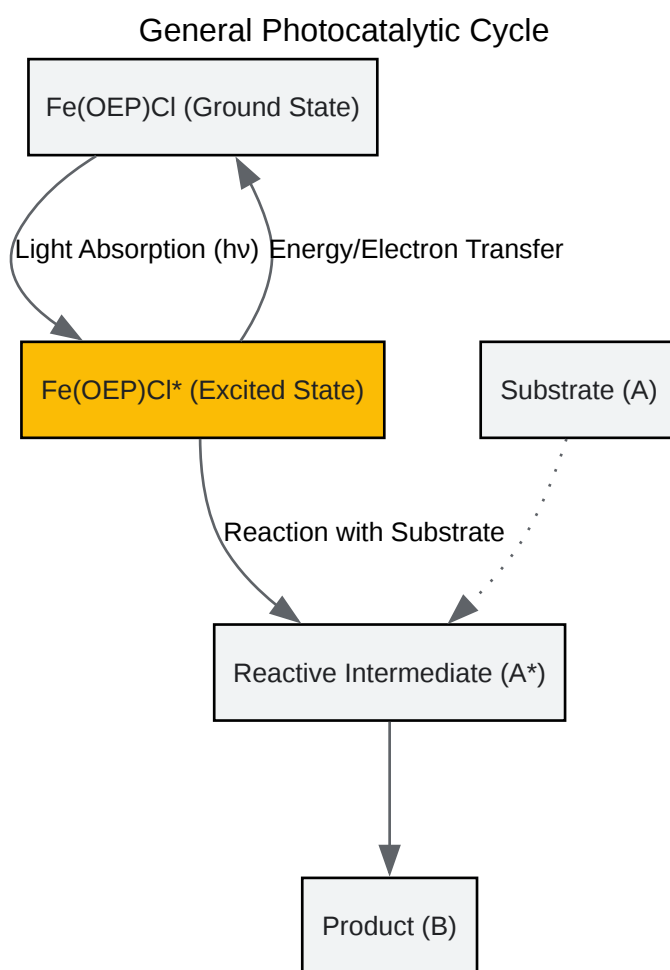 General Photocatalytic Cycle
Fe(OEP)Cl (Ground State)
Light Absorption (hν)
Energy/Electron Transfer
Fe(OEP)Cl* (Excited State)
Substrate (A)
Reaction with Substrate
Reactive Intermediate (A*)
Product (B)